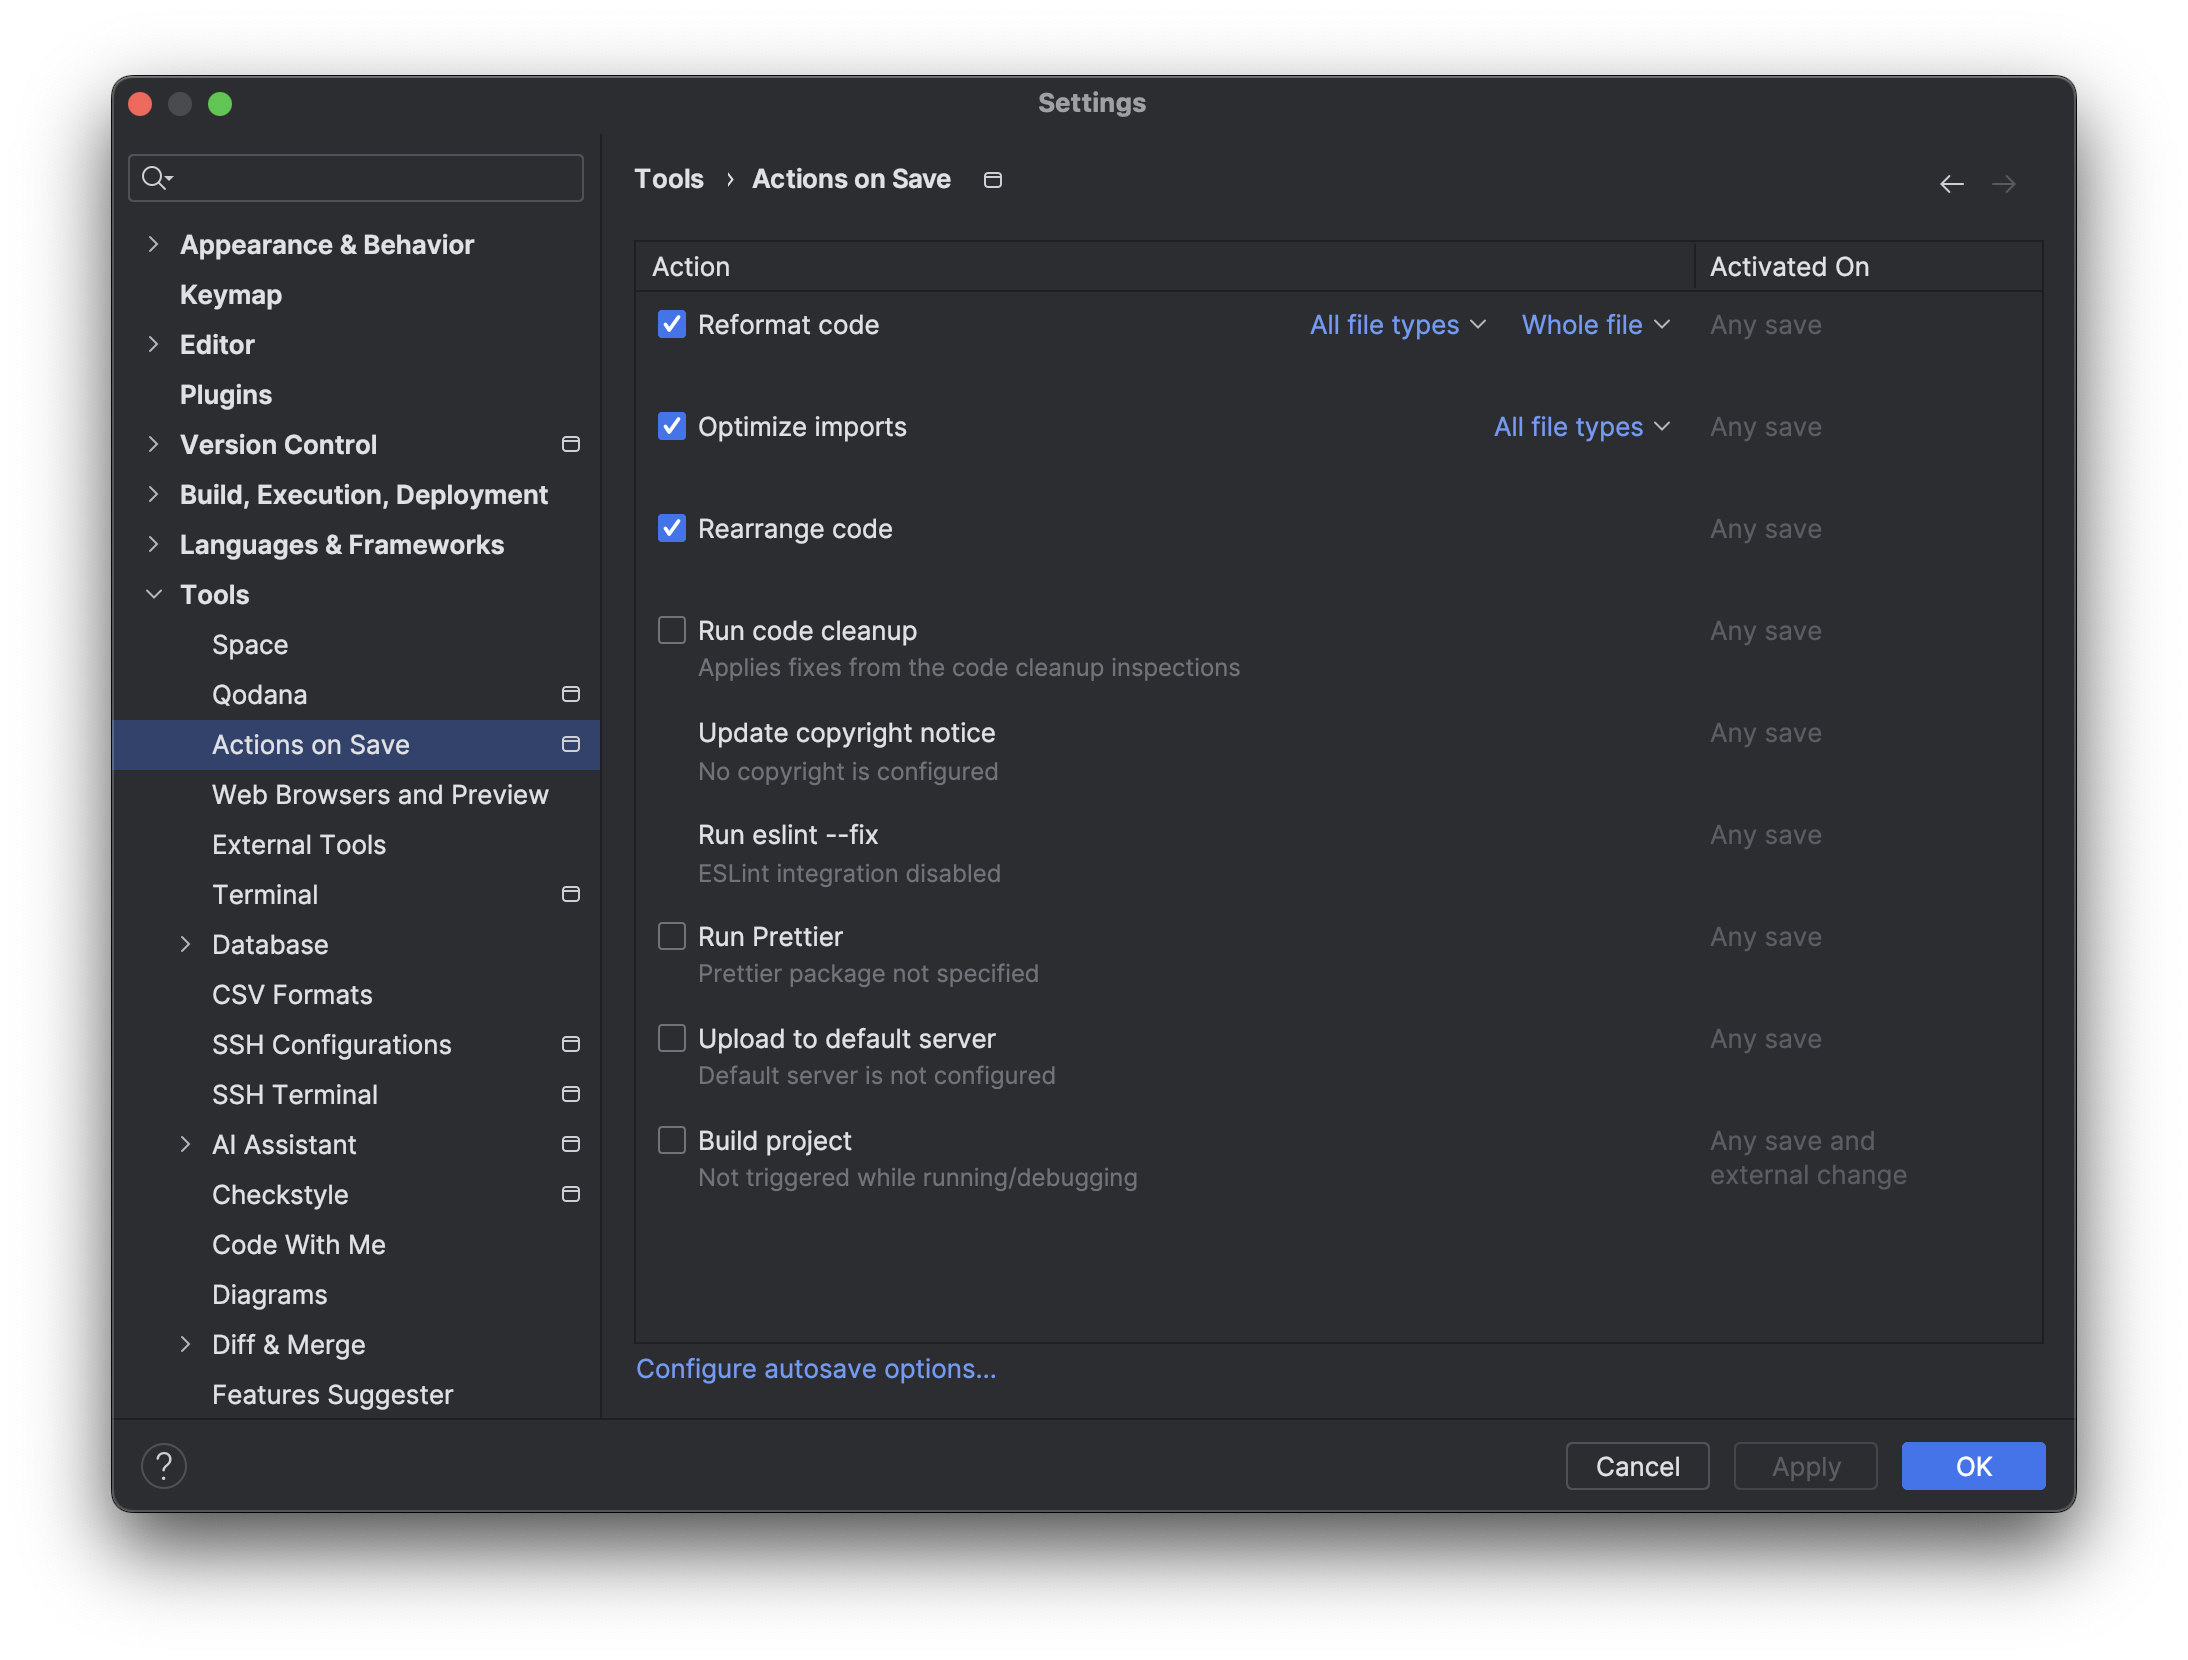 Settings
Tools › Actions on Save
Appearance & Behavior
Keymap
Editor
Plugins
Version Control
Build, Execution, Deployment
Languages & Frameworks
Tools
Space
Qodana
Actions on Save
Web Browsers and Preview
External Tools
Terminal
Database
CSV Formats
SSH Configurations
SSH Terminal
AI Assistant
Checkstyle
Code With Me
Diagrams
Diff & Merge
Features Suggester
Action Activated On
Reformat code All file types Whole file Any save
Optimize imports All file types Any save
Rearrange code Any save
Run code cleanup Any save
Applies fixes from the code cleanup inspections
Update copyright notice Any save
No copyright is configured
Run eslint --fix Any save
ESLint integration disabled
Run Prettier Any save
Prettier package not specified
Upload to default server Any save
Default server is not configured
Build project Any save and
Not triggered while running/debugging external change
Configure autosave options...
? Cancel Apply OK